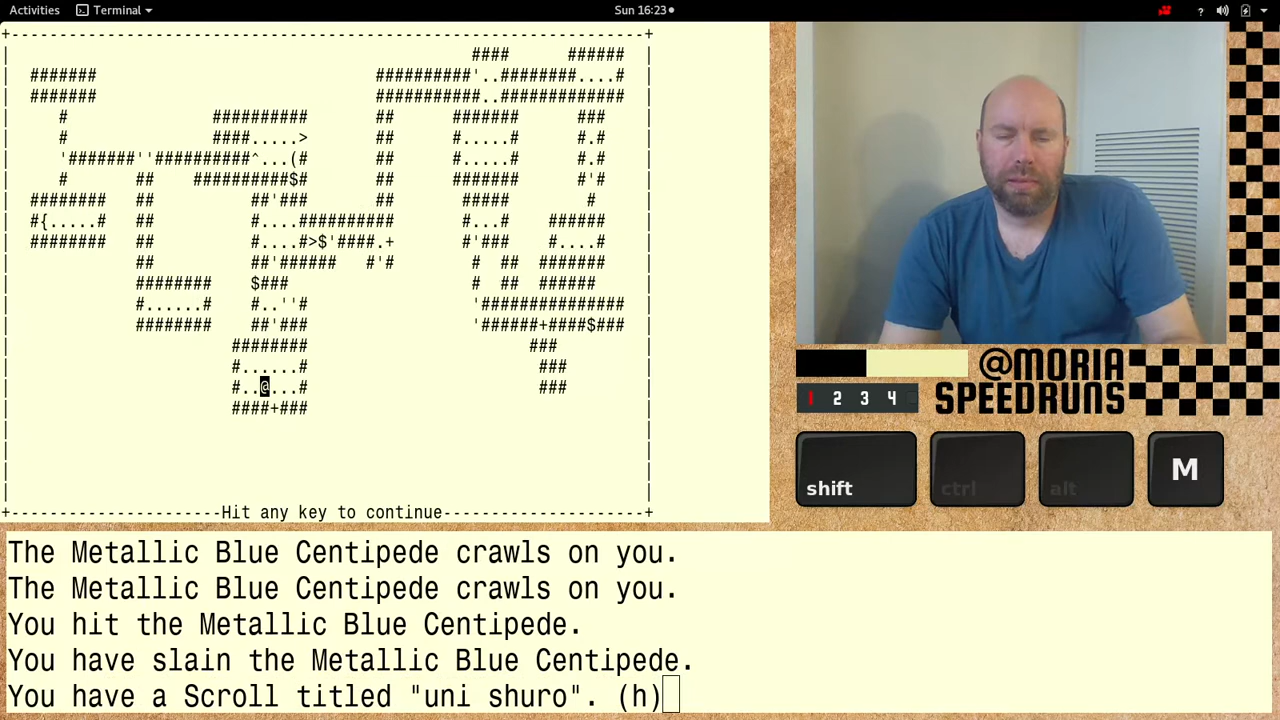 Activities Terminal Sun 16:23
+---------------------------------------------------------------------+
| #### ###### |
| ####### ##########'..########....# |
| ####### ###########..############# |
| # ########## ## ####### ### |
| # ####.....> ## #.....# #.# |
| '#######''##########^...(# ## #.....# #.# |
| # ## ##########$# ## ####### #'# |
| ######## ## ##'### ## ##### # |
| #{.....# ## #....########## #...# ###### |
| ######## ## #....#>$'####.+ #'### #....# |
| ## ##'###### #'# # ## ####### |
| ######## $### # ## ###### |
| #......# #..''# '############### |
| ######## ##'### '######+####$### |
| ######## ### |
| #......# ### |
| #..@...# ### |
| ####+### |
+-----------------------Hit any key to continue----------------------+
@MORIA
SPEEDRUNS
1 2 3 4
shift ctrl alt M
The Metallic Blue Centipede crawls on you.
The Metallic Blue Centipede crawls on you.
You hit the Metallic Blue Centipede.
You have slain the Metallic Blue Centipede.
You have a Scroll titled "uni shuro". (h)